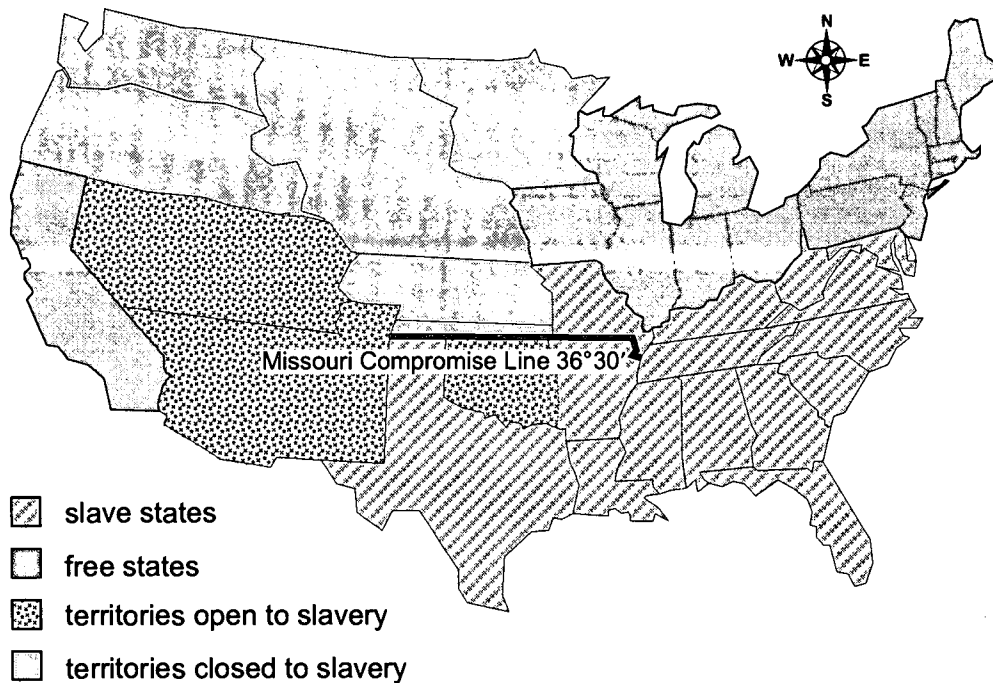 N
W E
S
Missouri Compromise Line 36°30′
slave states
free states
territories open to slavery
territories closed to slavery